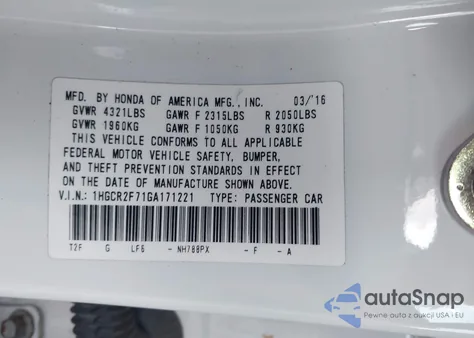 MFD. BY HONDA OF AMERICA MFG., INC. 03/'16
GVWR 4321LBS GAWR F 2315LBS R 2050LBS
GVWR 1960KG GAWR F 1050KG R 930KG
THIS VEHICLE CONFORMS TO ALL APPLICABLE
FEDERAL MOTOR VEHICLE SAFETY, BUMPER,
AND THEFT PREVENTION STANDARDS IN EFFECT
ON THE DATE OF MANUFACTURE SHOWN ABOVE.
V.I.N.: 1HGCR2F71GA171221 TYPE: PASSENGER CAR
T2F G LF6 - NH788PX - F - A
autoSnap
Pewne auta z aukcji USA i EU